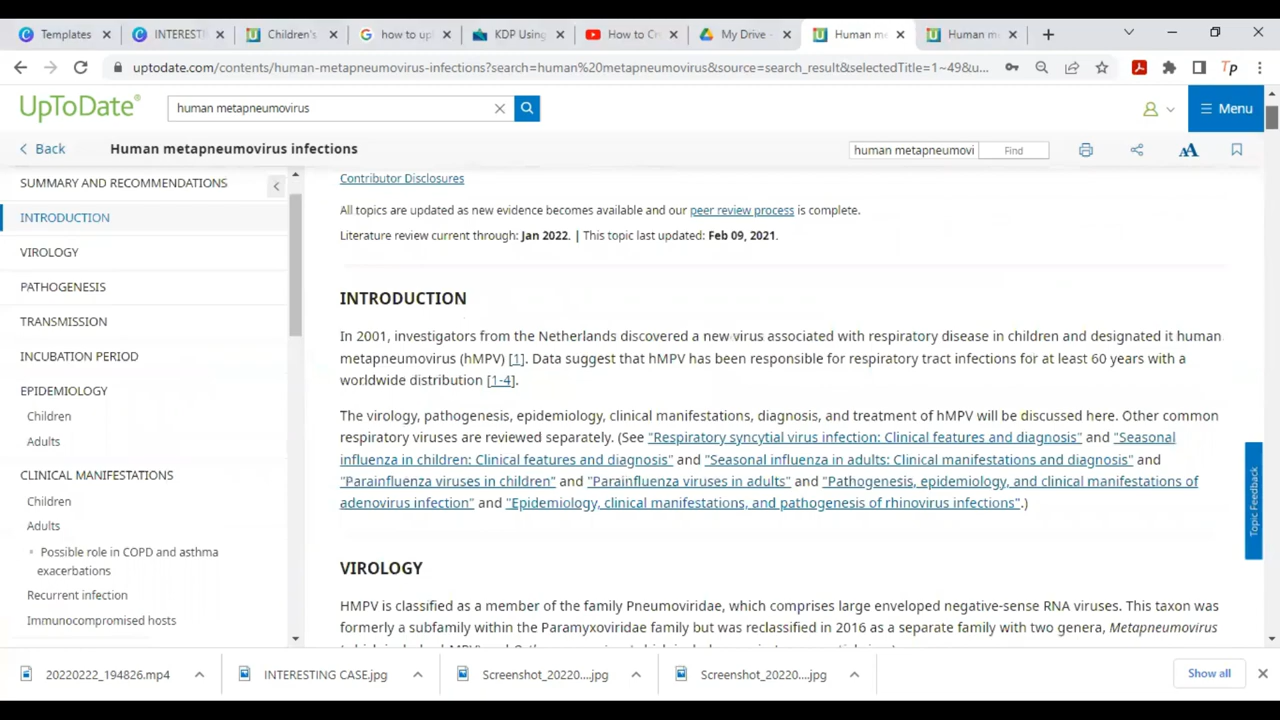 Templates
INTEREST
Children's
how to up
KDP Using
How to Cr
My Drive -
Human me
Human m
uptodate.com/contents/human-metapneumovirus-infections?search=human%20metapneumovirus&source=search_result&selectedTitle=1~49&u...
UpToDate®
human metapneumovirus
Menu
Back
Human metapneumovirus infections
human metapneumovi
Find
AA
SUMMARY AND RECOMMENDATIONS
INTRODUCTION
VIROLOGY
PATHOGENESIS
TRANSMISSION
INCUBATION PERIOD
EPIDEMIOLOGY
Children
Adults
CLINICAL MANIFESTATIONS
Children
Adults
Possible role in COPD and asthma
exacerbations
Recurrent infection
Immunocompromised hosts
Contributor Disclosures
All topics are updated as new evidence becomes available and our peer review process is complete.
Literature review current through: Jan 2022. | This topic last updated: Feb 09, 2021.
INTRODUCTION
In 2001, investigators from the Netherlands discovered a new virus associated with respiratory disease in children and designated it human
metapneumovirus (hMPV) [1]. Data suggest that hMPV has been responsible for respiratory tract infections for at least 60 years with a
worldwide distribution [1-4].
The virology, pathogenesis, epidemiology, clinical manifestations, diagnosis, and treatment of hMPV will be discussed here. Other common
respiratory viruses are reviewed separately. (See "Respiratory syncytial virus infection: Clinical features and diagnosis" and "Seasonal
influenza in children: Clinical features and diagnosis" and "Seasonal influenza in adults: Clinical manifestations and diagnosis" and
"Parainfluenza viruses in children" and "Parainfluenza viruses in adults" and "Pathogenesis, epidemiology, and clinical manifestations of
adenovirus infection" and "Epidemiology, clinical manifestations, and pathogenesis of rhinovirus infections".)
VIROLOGY
HMPV is classified as a member of the family Pneumoviridae, which comprises large enveloped negative-sense RNA viruses. This taxon was
formerly a subfamily within the Paramyxoviridae family but was reclassified in 2016 as a separate family with two genera, Metapneumovirus
Topic Feedback
20220222_194826.mp4
INTERESTING CASE.jpg
Screenshot_20220....jpg
Screenshot_20220....jpg
Show all